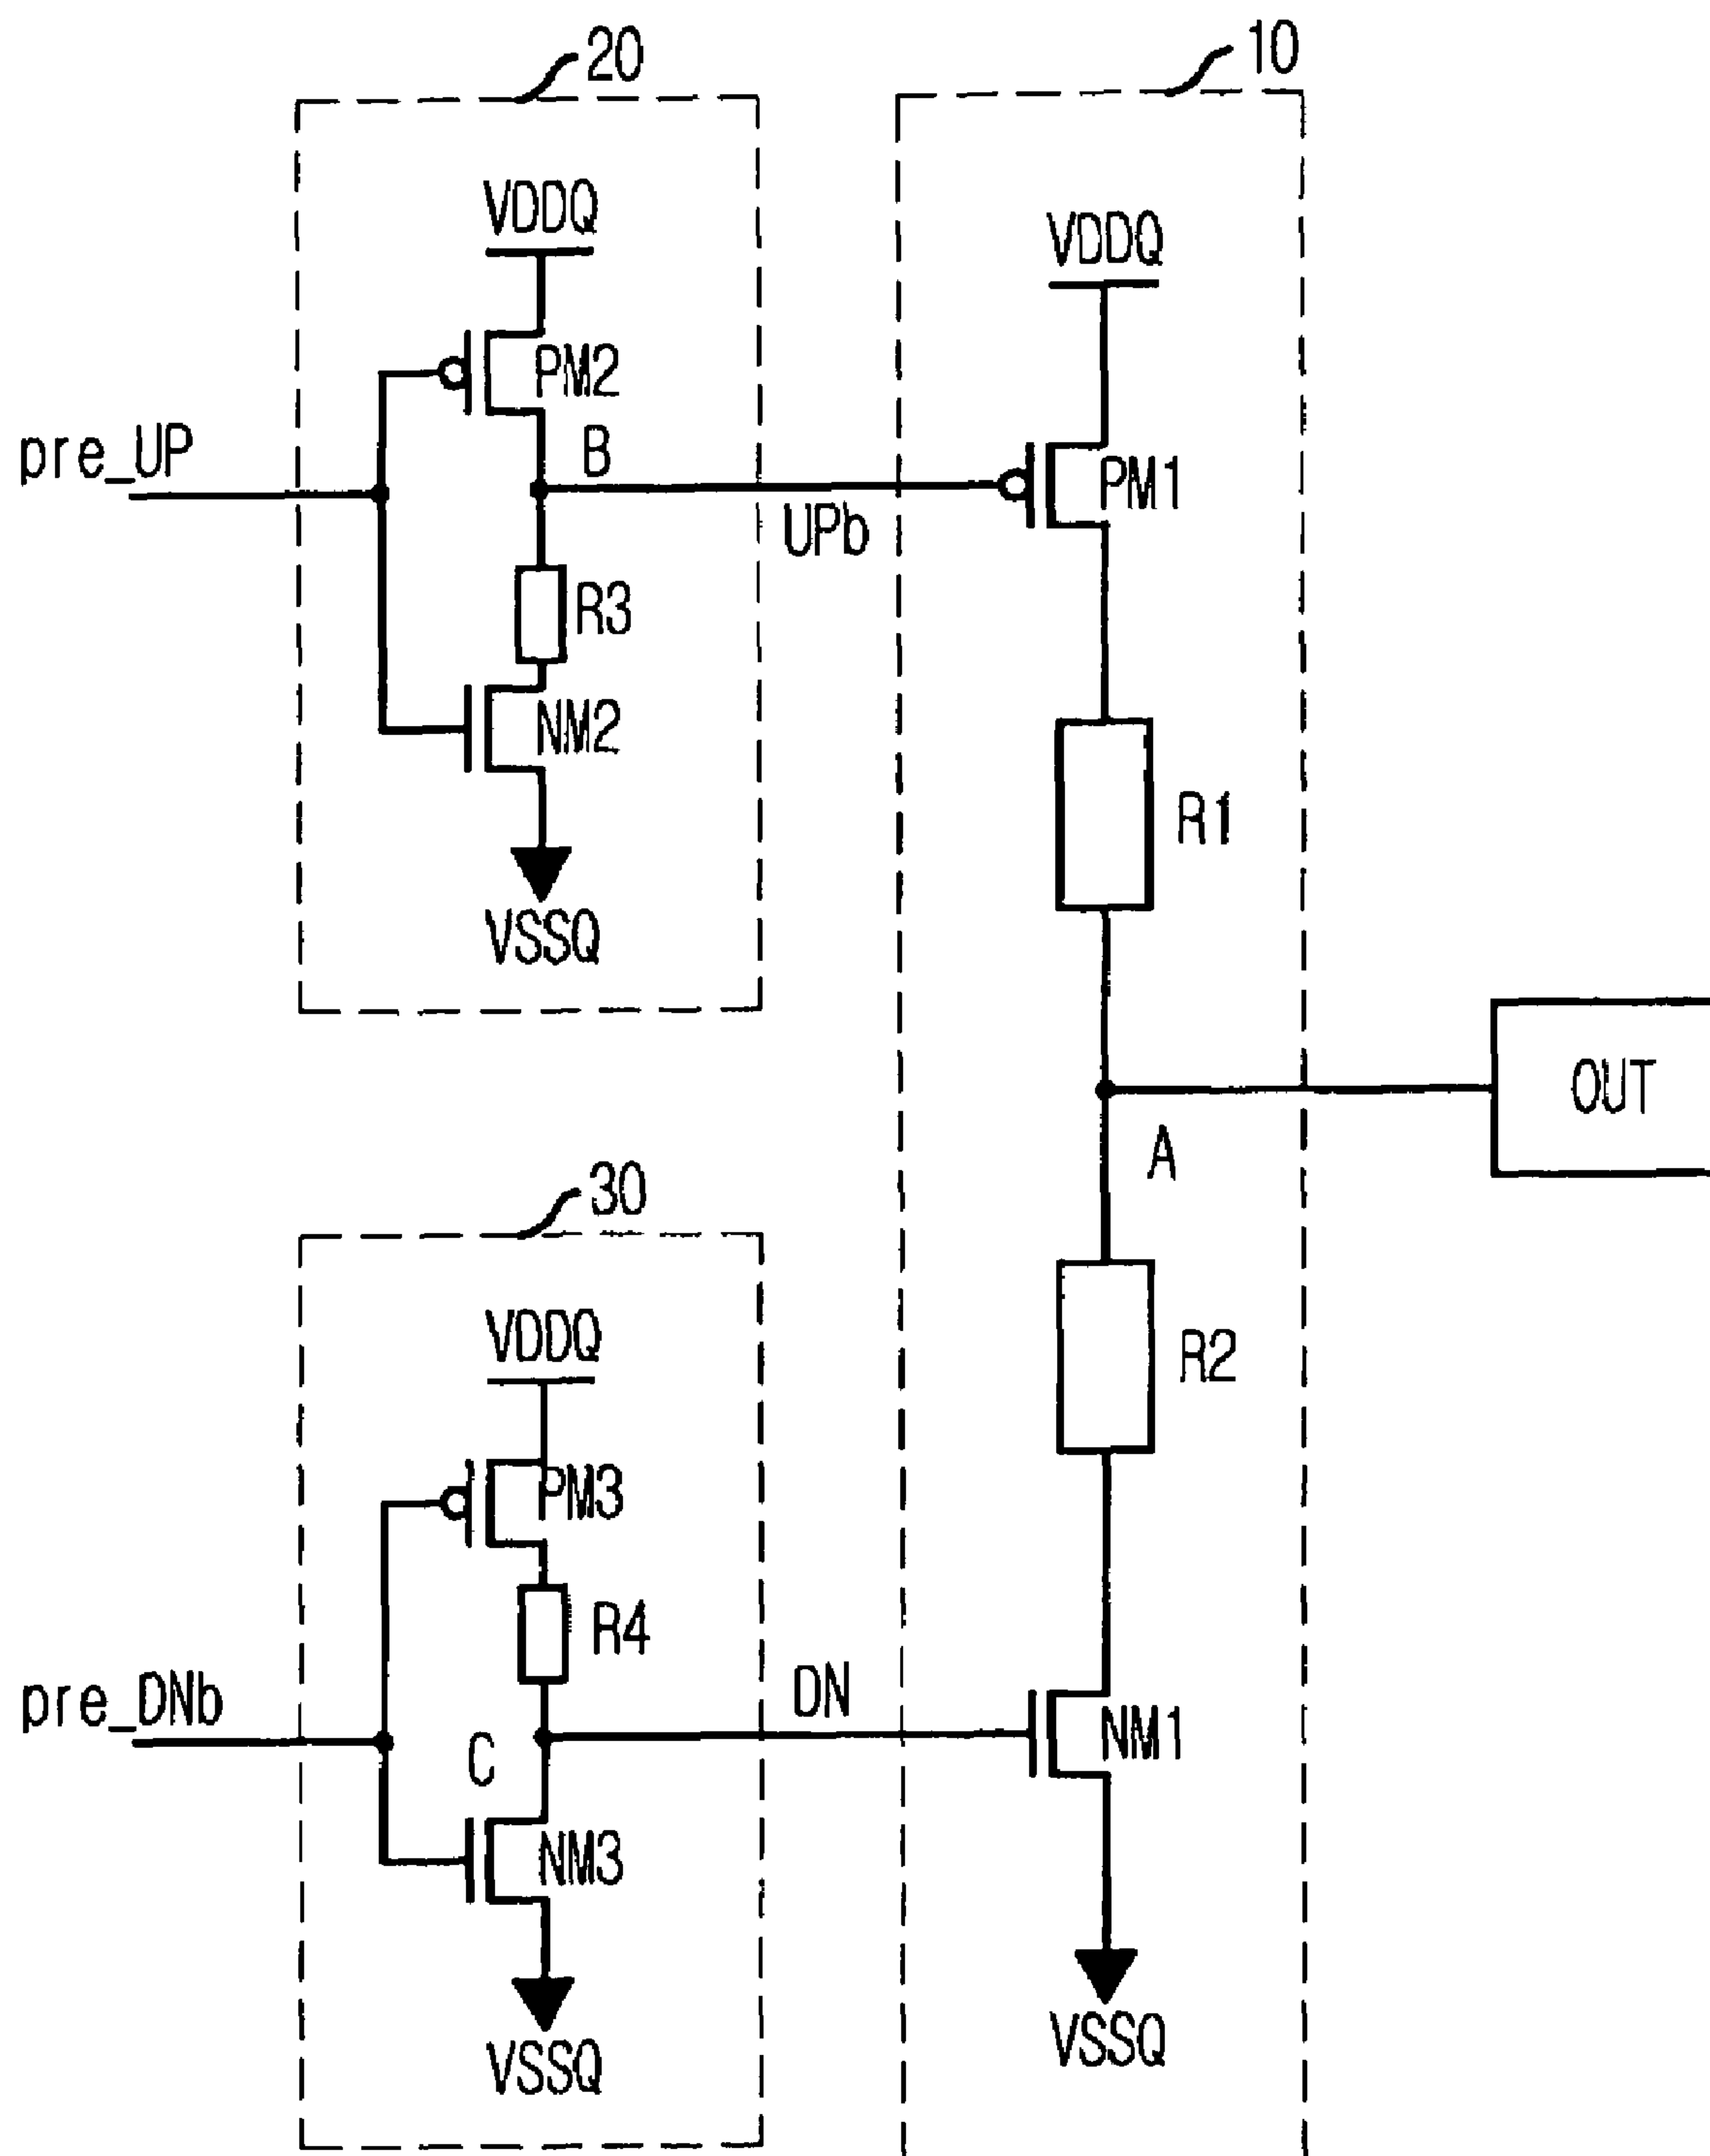 20
10
VDDQ
VDDQ
PM2
pre_UP
B
PM1
UPb
R3
NM2
R1
VSSQ
OUT
A
30
VDDQ
R2
PM3
R4
pre_DNb
DN
C
NM1
NM3
VSSQ
VSSQ